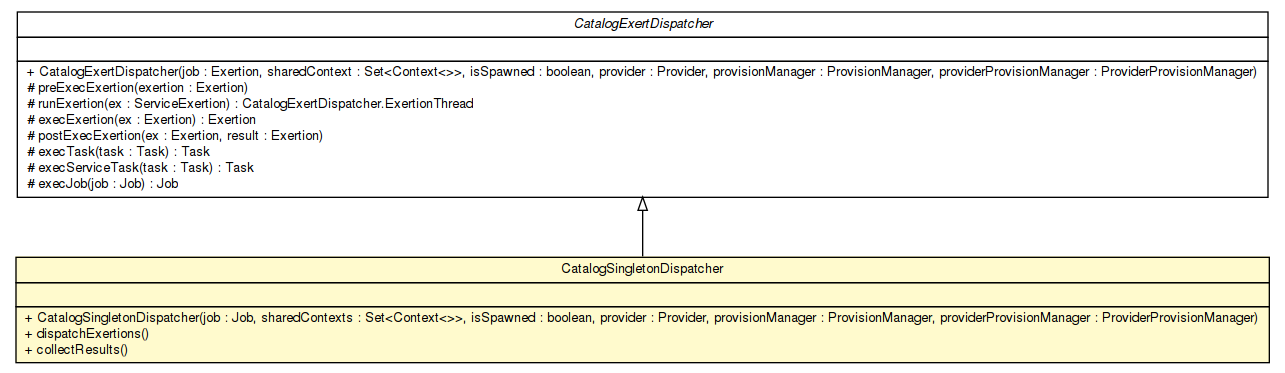 CatalogExertDispatcher
+ CatalogExertDispatcher(job : Exertion, sharedContext : Set<Context<>>, isSpawned : boolean, provider : Provider, provisionManager : ProvisionManager, providerProvisionManager : ProviderProvisionManager)
# preExecExertion(exertion : Exertion)
# runExertion(ex : ServiceExertion) : CatalogExertDispatcher.ExertionThread
# execExertion(ex : Exertion) : Exertion
# postExecExertion(ex : Exertion, result : Exertion)
# execTask(task : Task) : Task
# execServiceTask(task : Task) : Task
# execJob(job : Job) : Job
CatalogSingletonDispatcher
+ CatalogSingletonDispatcher(job : Job, sharedContexts : Set<Context<>>, isSpawned : boolean, provider : Provider, provisionManager : ProvisionManager, providerProvisionManager : ProviderProvisionManager)
+ dispatchExertions()
+ collectResults()